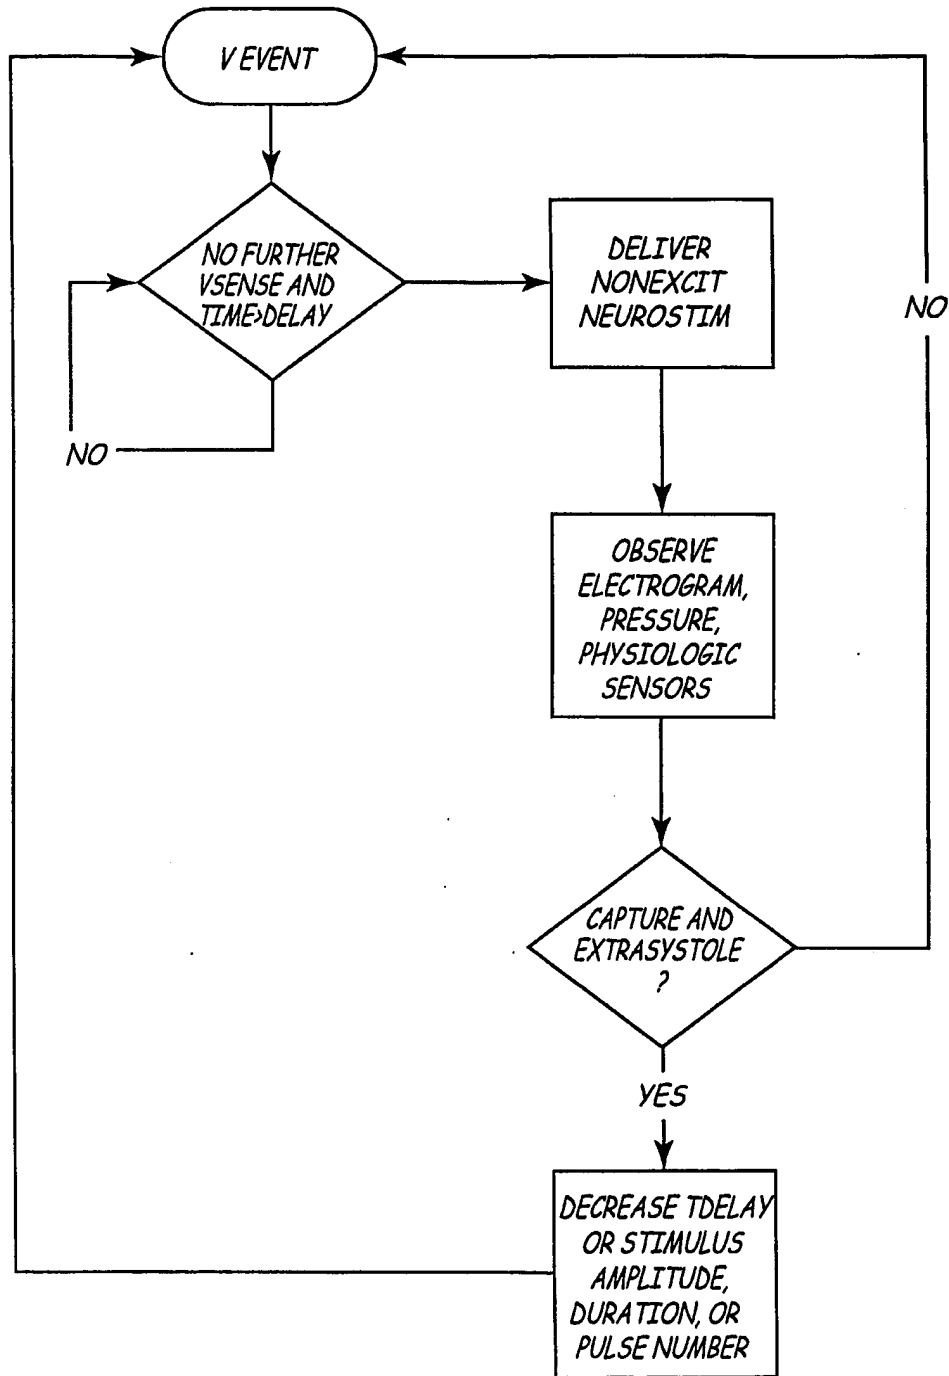 V EVENT
NO FURTHER
VSENSE AND
TIME>DELAY
NO
DELIVER
NONEXCIT
NEUROSTIM
NO
OBSERVE
ELECTROGRAM,
PRESSURE,
PHYSIOLOGIC
SENSORS
CAPTURE AND
EXTRASYSTOLE
?
YES
DECREASE TDELAY
OR STIMULUS
AMPLITUDE,
DURATION, OR
PULSE NUMBER